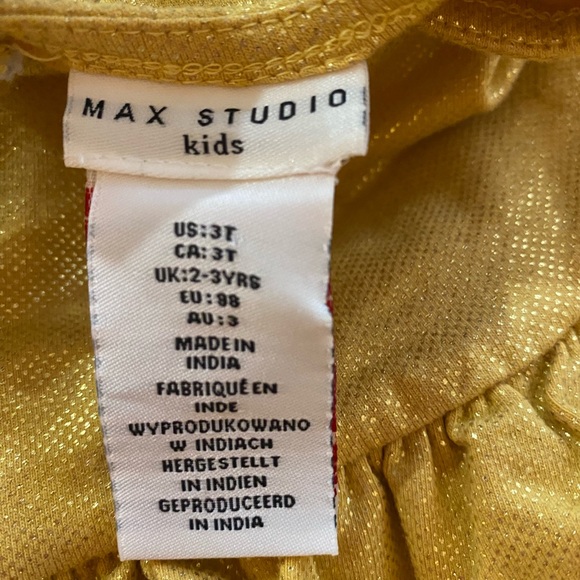 MAX STUDIO
kids
US:3T
CA:3T
UK:2-3YRS
EU:98
AU:3
MADE IN
INDIA
FABRIQUÉ EN
INDE
WYPRODUKOWANO
W INDIACH
HERGESTELLT
IN INDIEN
GEPRODUCEERD
IN INDIA